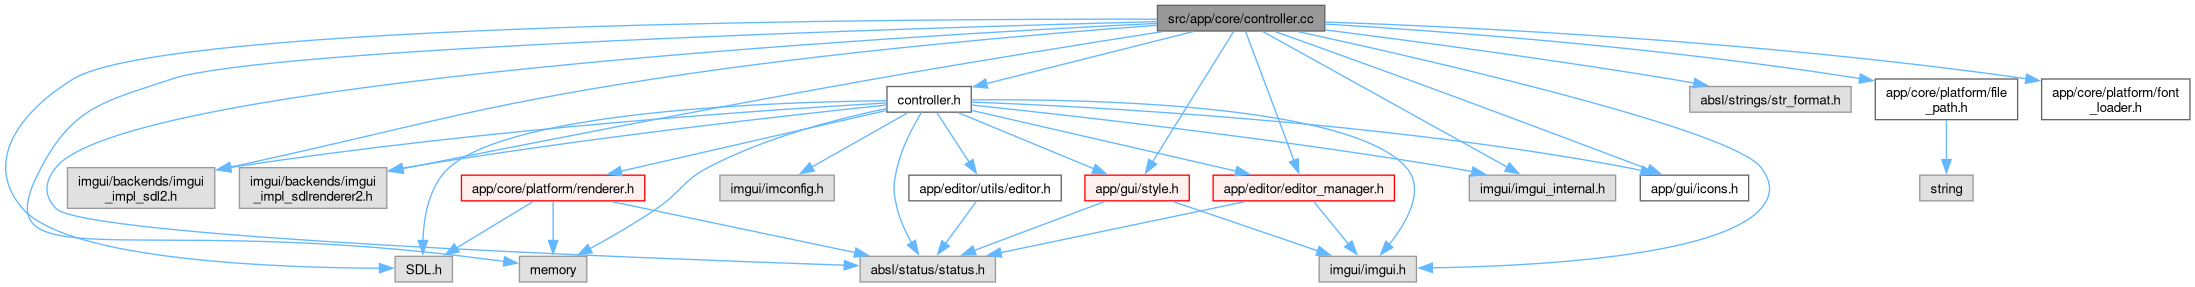 src/app/core/controller.cc
controller.h
absl/strings/str_format.h
app/core/platform/file
_path.h
app/core/platform/font
_loader.h
imgui/backends/imgui
_impl_sdl2.h
imgui/backends/imgui
_impl_sdlrenderer2.h
app/core/platform/renderer.h
imgui/imconfig.h
app/editor/utils/editor.h
app/gui/style.h
app/editor/editor_manager.h
imgui/imgui_internal.h
app/gui/icons.h
string
SDL.h
memory
absl/status/status.h
imgui/imgui.h